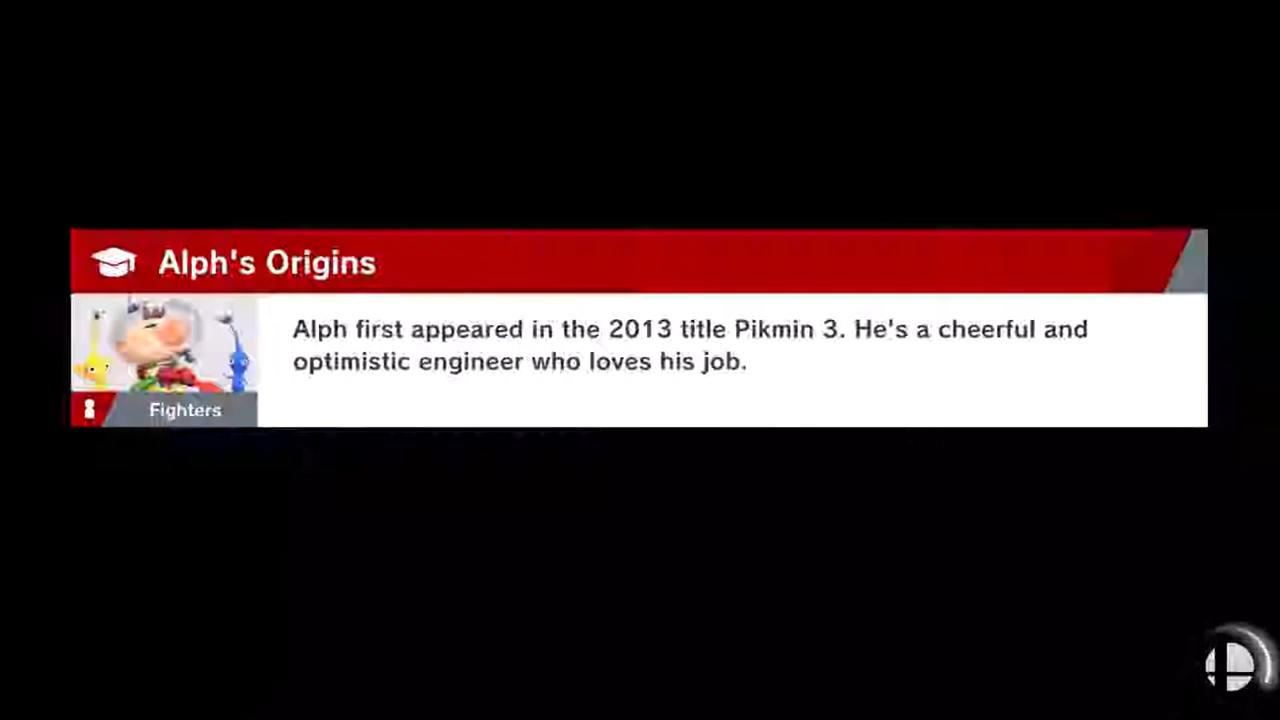 Alph's Origins
Alph first appeared in the 2013 title Pikmin 3. He's a cheerful and
optimistic engineer who loves his job.
Fighters